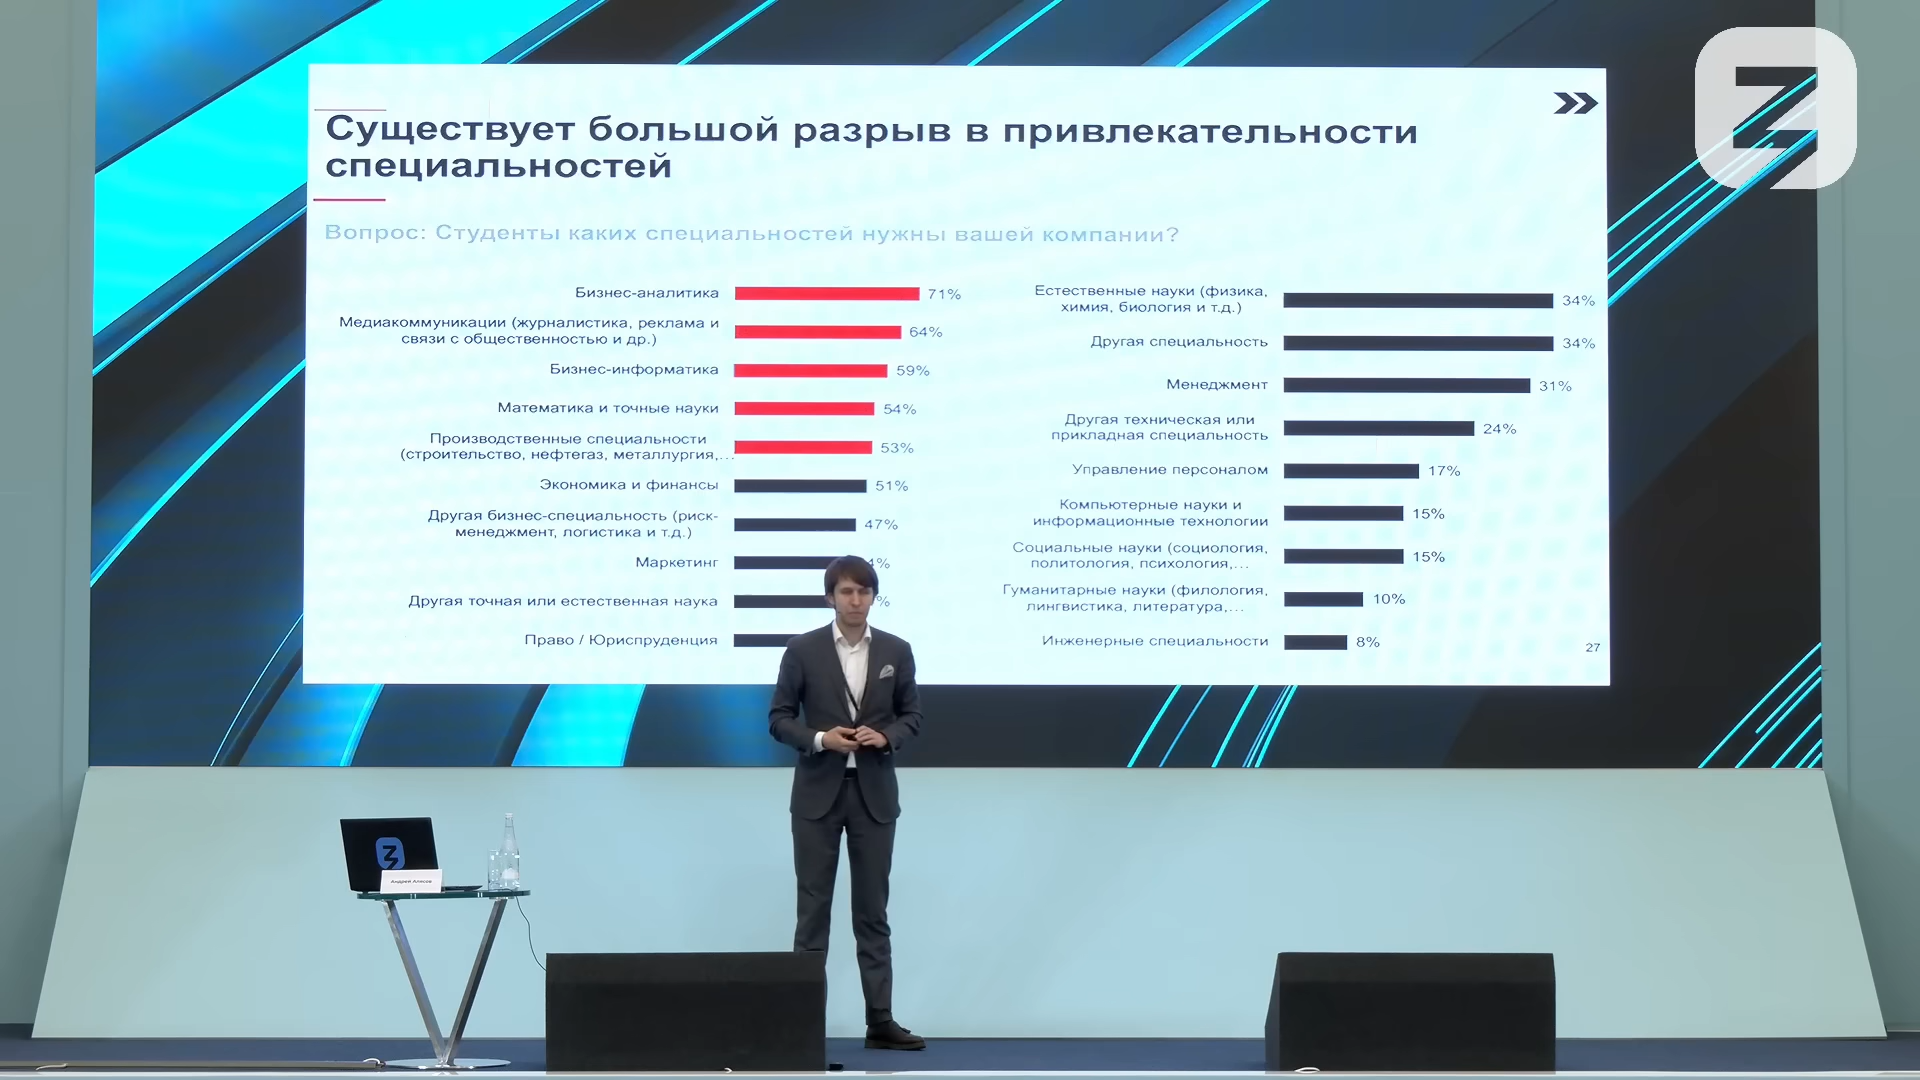 Существует большой разрыв в привлекательности
специальностей
Вопрос: Студенты каких специальностей нужны вашей компании?
Бизнес-аналитика 71%
Медиакоммуникации (журналистика, реклама и
связи с общественностью и др.) 64%
Бизнес-информатика 59%
Математика и точные науки 54%
Производственные специальности
(строительство, нефтегаз, металлургия,... 53%
Экономика и финансы 51%
Другая бизнес-специальность (риск-
менеджмент, логистика и т.д.) 47%
Маркетинг
Другая точная или естественная наука
Право / Юриспруденция
Естественные науки (физика,
химия, биология и т.д.) 34%
Другая специальность 34%
Менеджмент 31%
Другая техническая или
прикладная специальность 24%
Управление персоналом 17%
Компьютерные науки и
информационные технологии 15%
Социальные науки (социология,
политология, психология,... 15%
Гуманитарные науки (филология,
лингвистика, литература,... 10%
Инженерные специальности 8%
27